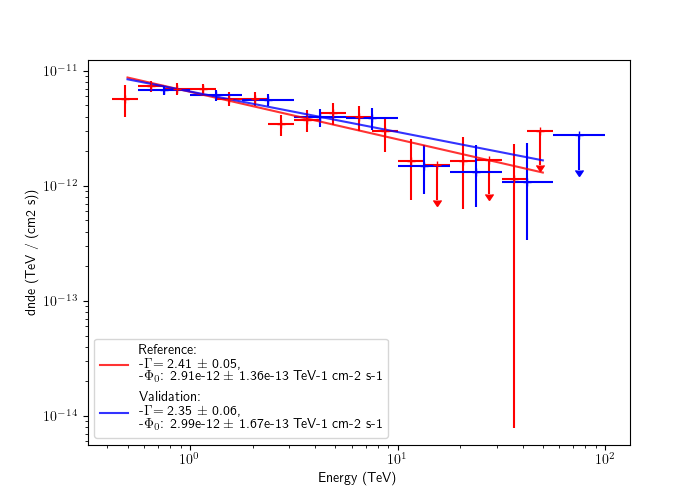 10⁻¹¹
10⁻¹²
10⁻¹³
10⁻¹⁴
dnde (TeV / (cm2 s))
Reference:
-Γ= 2.41 ± 0.05,
-Φ₀: 2.91e-12 ± 1.36e-13 TeV-1 cm-2 s-1
Validation:
-Γ= 2.35 ± 0.06,
-Φ₀: 2.99e-12 ± 1.67e-13 TeV-1 cm-2 s-1
10⁰ 10¹ 10²
Energy (TeV)